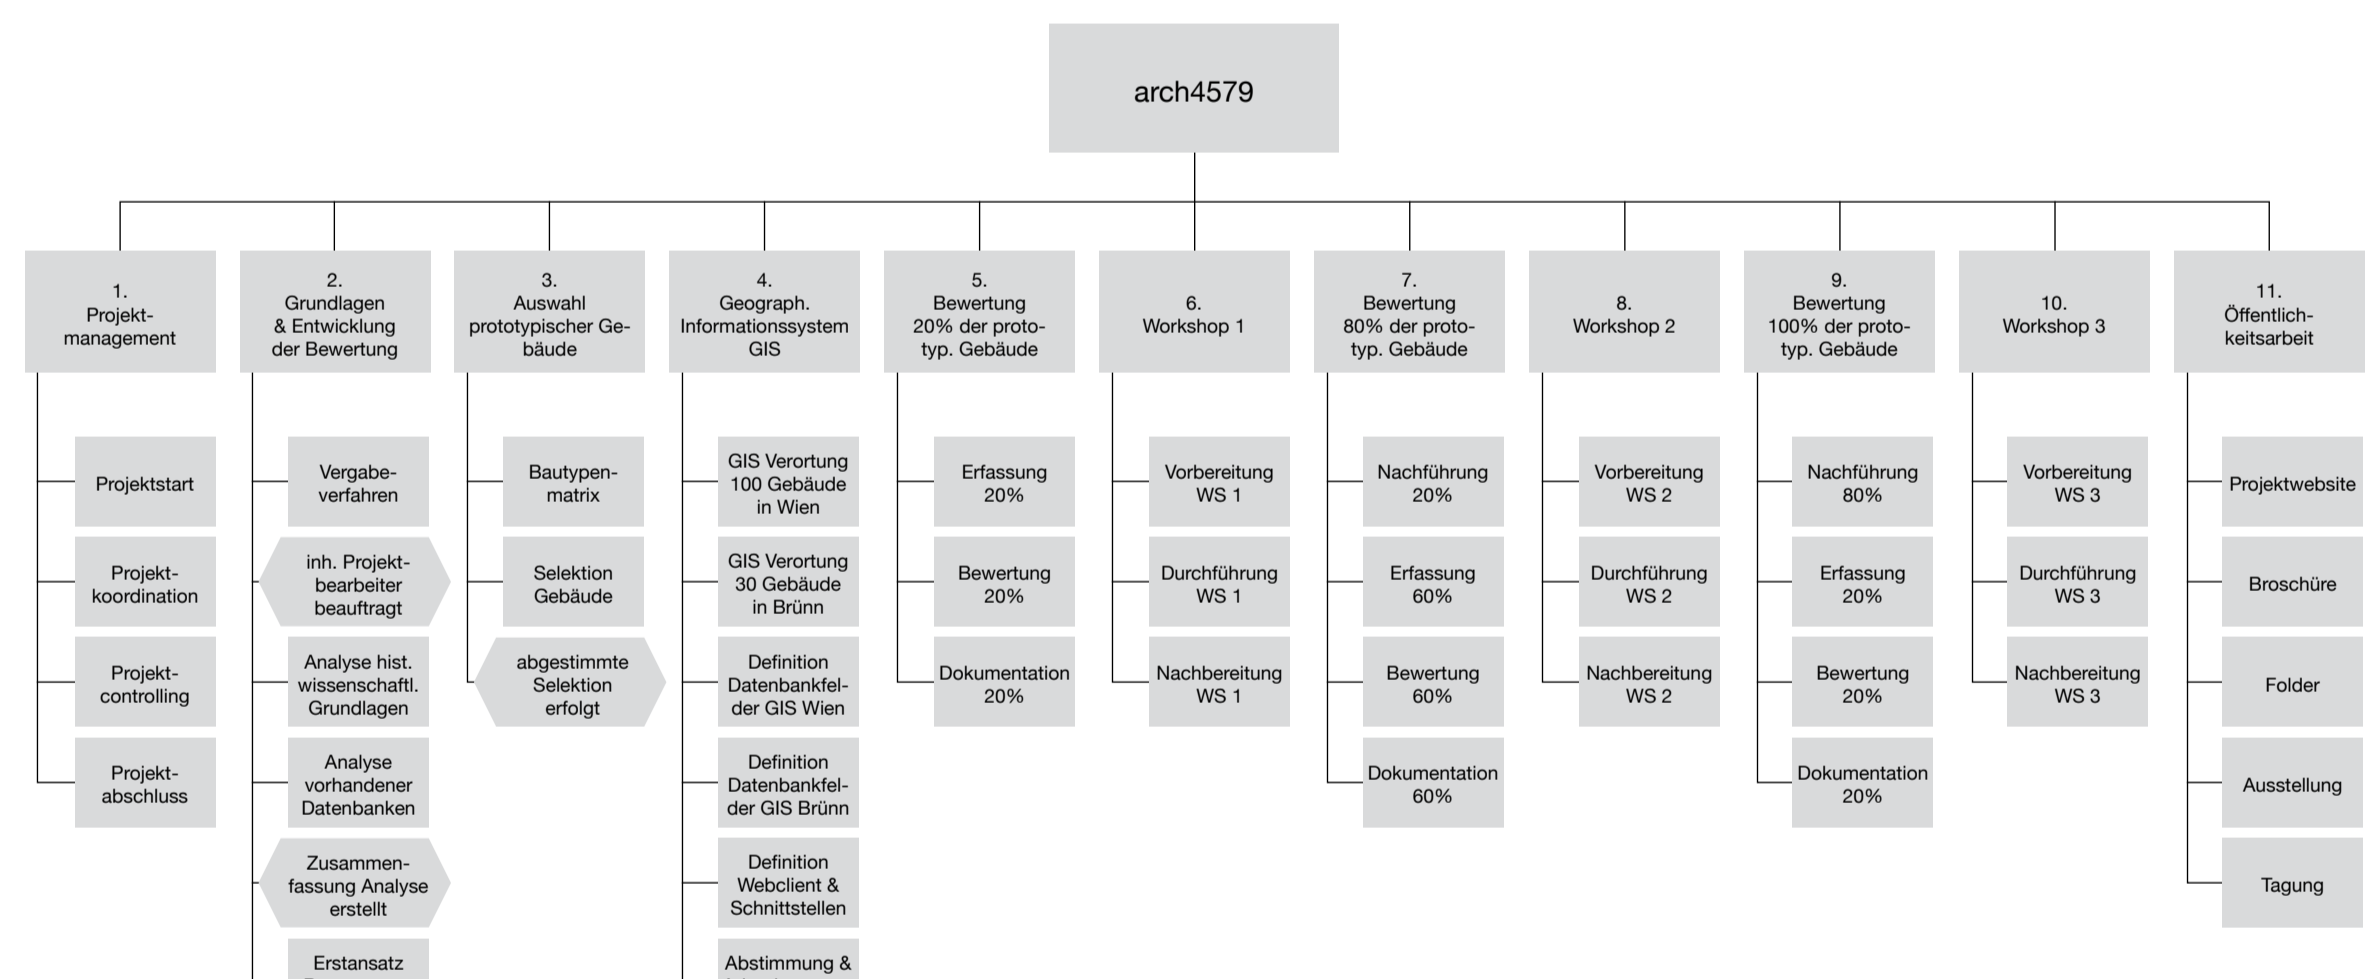 arch4579
1.
Projekt-
management
2.
Grundlagen
& Entwicklung
der Bewertung
3.
Auswahl
prototypischer Ge-
bäude
4.
Geograph.
Informationssystem
GIS
5.
Bewertung
20% der proto-
typ. Gebäude
6.
Workshop 1
7.
Bewertung
80% der proto-
typ. Gebäude
8.
Workshop 2
9.
Bewertung
100% der proto-
typ. Gebäude
10.
Workshop 3
11.
Öffentlich-
keitsarbeit
Projektstart
Projekt-
koordination
Projekt-
controlling
Projekt-
abschluss
Vergabe-
verfahren
inh. Projekt-
bearbeiter
beauftragt
Analyse hist.
wissenschaftl.
Grundlagen
Analyse
vorhandener
Datenbanken
Zusammen-
fassung Analyse
erstellt
Erstansatz
Bautypen-
matrix
Selektion
Gebäude
abgestimmte
Selektion
erfolgt
GIS Verortung
100 Gebäude
in Wien
GIS Verortung
30 Gebäude
in Brünn
Definition
Datenbankfel-
der GIS Wien
Definition
Datenbankfel-
der GIS Brünn
Definition
Webclient &
Schnittstellen
Abstimmung &
Erfassung
20%
Bewertung
20%
Dokumentation
20%
Vorbereitung
WS 1
Durchführung
WS 1
Nachbereitung
WS 1
Nachführung
20%
Erfassung
60%
Bewertung
60%
Dokumentation
60%
Vorbereitung
WS 2
Durchführung
WS 2
Nachbereitung
WS 2
Nachführung
80%
Erfassung
20%
Bewertung
20%
Dokumentation
20%
Vorbereitung
WS 3
Durchführung
WS 3
Nachbereitung
WS 3
Projektwebsite
Broschüre
Folder
Ausstellung
Tagung